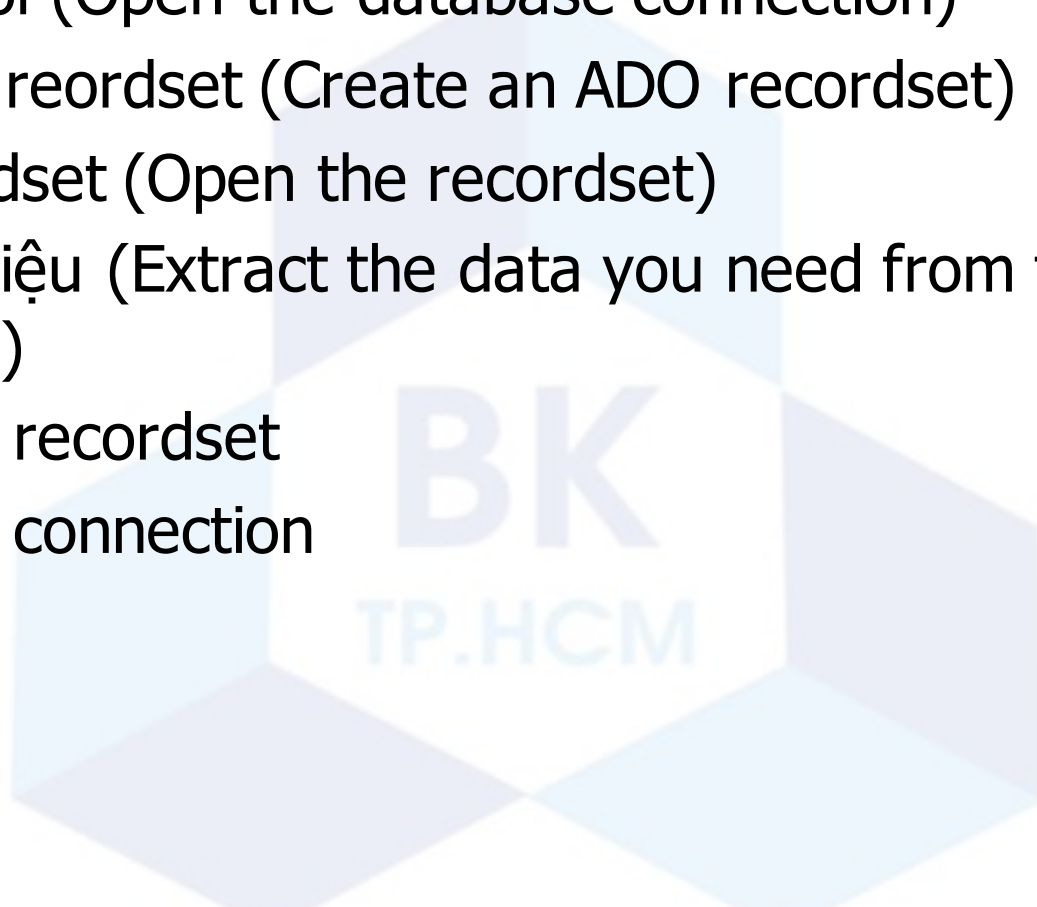 (Open the database connection)
reordset (Create an ADO recordset)
dset (Open the recordset)
iệu (Extract the data you need from
)
recordset
connection
BK
TP.HCM